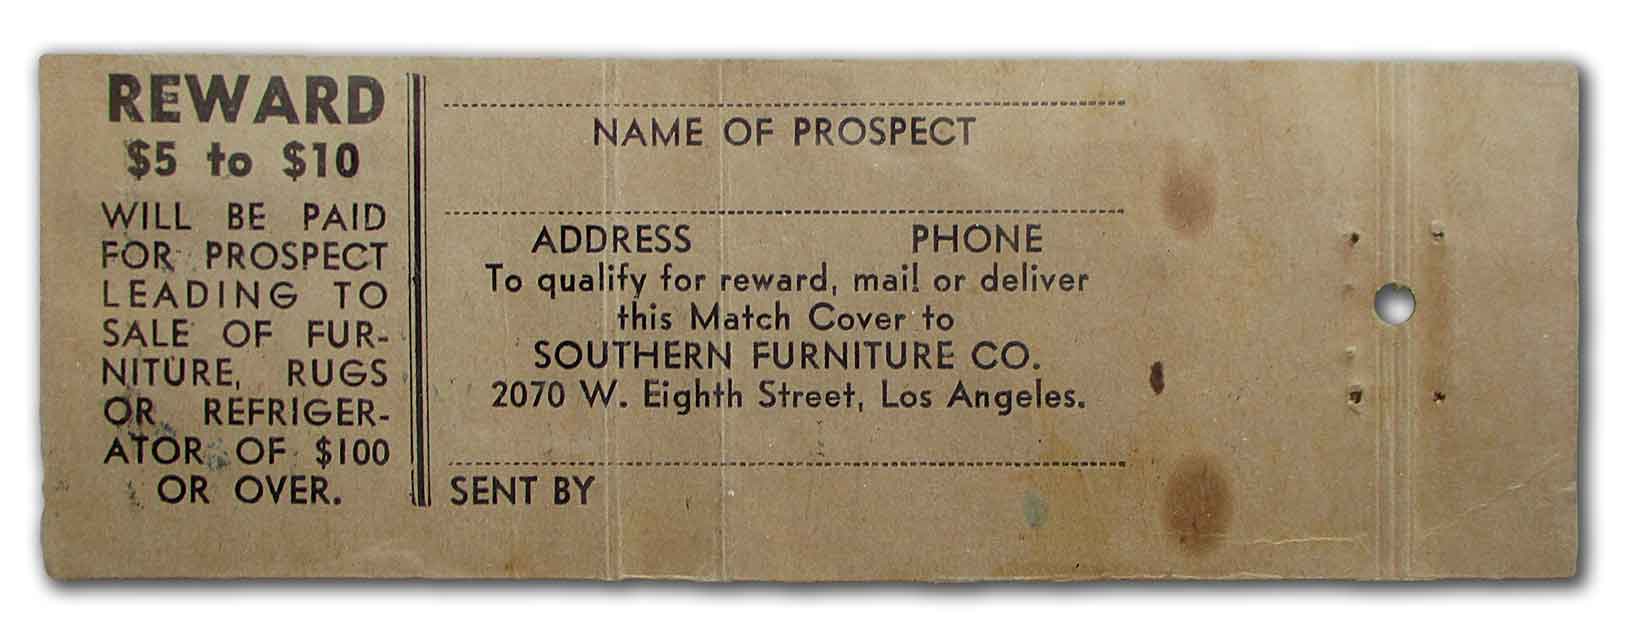 REWARD
$5 to $10
WILL BE PAID
FOR PROSPECT
LEADING TO
SALE OF FUR-
NITURE, RUGS
OR REFRIGER-
ATOR OF $100
OR OVER.
NAME OF PROSPECT
ADDRESS PHONE
To qualify for reward, mail or deliver
this Match Cover to
SOUTHERN FURNITURE CO.
2070 W. Eighth Street, Los Angeles.
SENT BY